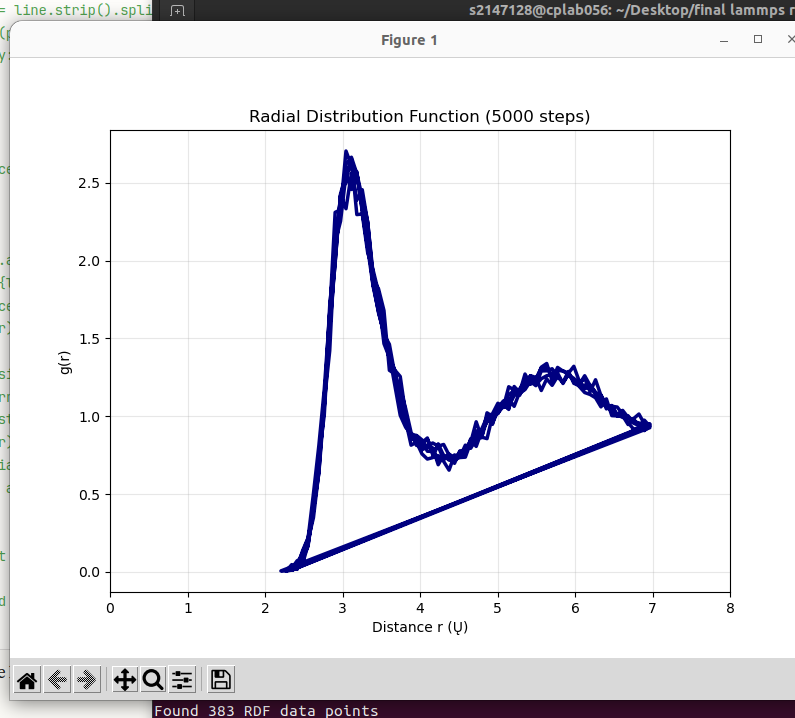 = line.strip().spli
s2147128@cplab056: ~/Desktop/final lammps r
Figure 1
Radial Distribution Function (5000 steps)
g(r)
2.5
2.0
1.5
1.0
0.5
0.0
0 1 2 3 4 5 6 7 8
Distance r (Ų)
Found 383 RDF data points